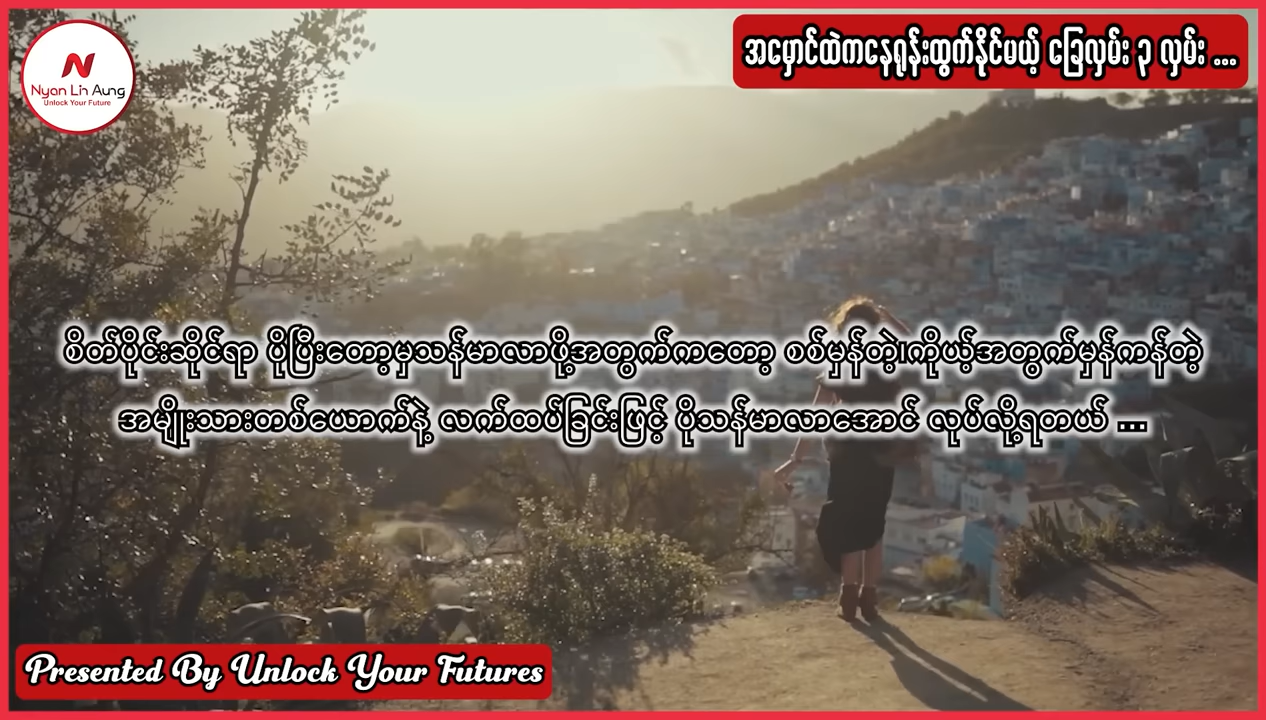 Nyan Lin Aung
Unlock Your Future
အမှောင်ထဲကနေရုန်းထွက်နိုင်မယ့် ခြေလှမ်း ၃ လှမ်း ...
စိတ်ပိုင်းဆိုင်ရာ ပိုပြီးတော့မှသန်မာလာဖို့အတွက်ကတော့ စစ်မှန်တဲ့၊ကိုယ့်အတွက်မှန်ကန်တဲ့
အမျိုးသားတစ်ယောက်နဲ့ လက်ထပ်ခြင်းဖြင့် ပိုသန်မာလာအောင် လုပ်လို့ရတယ် ...
Presented By Unlock Your Futures